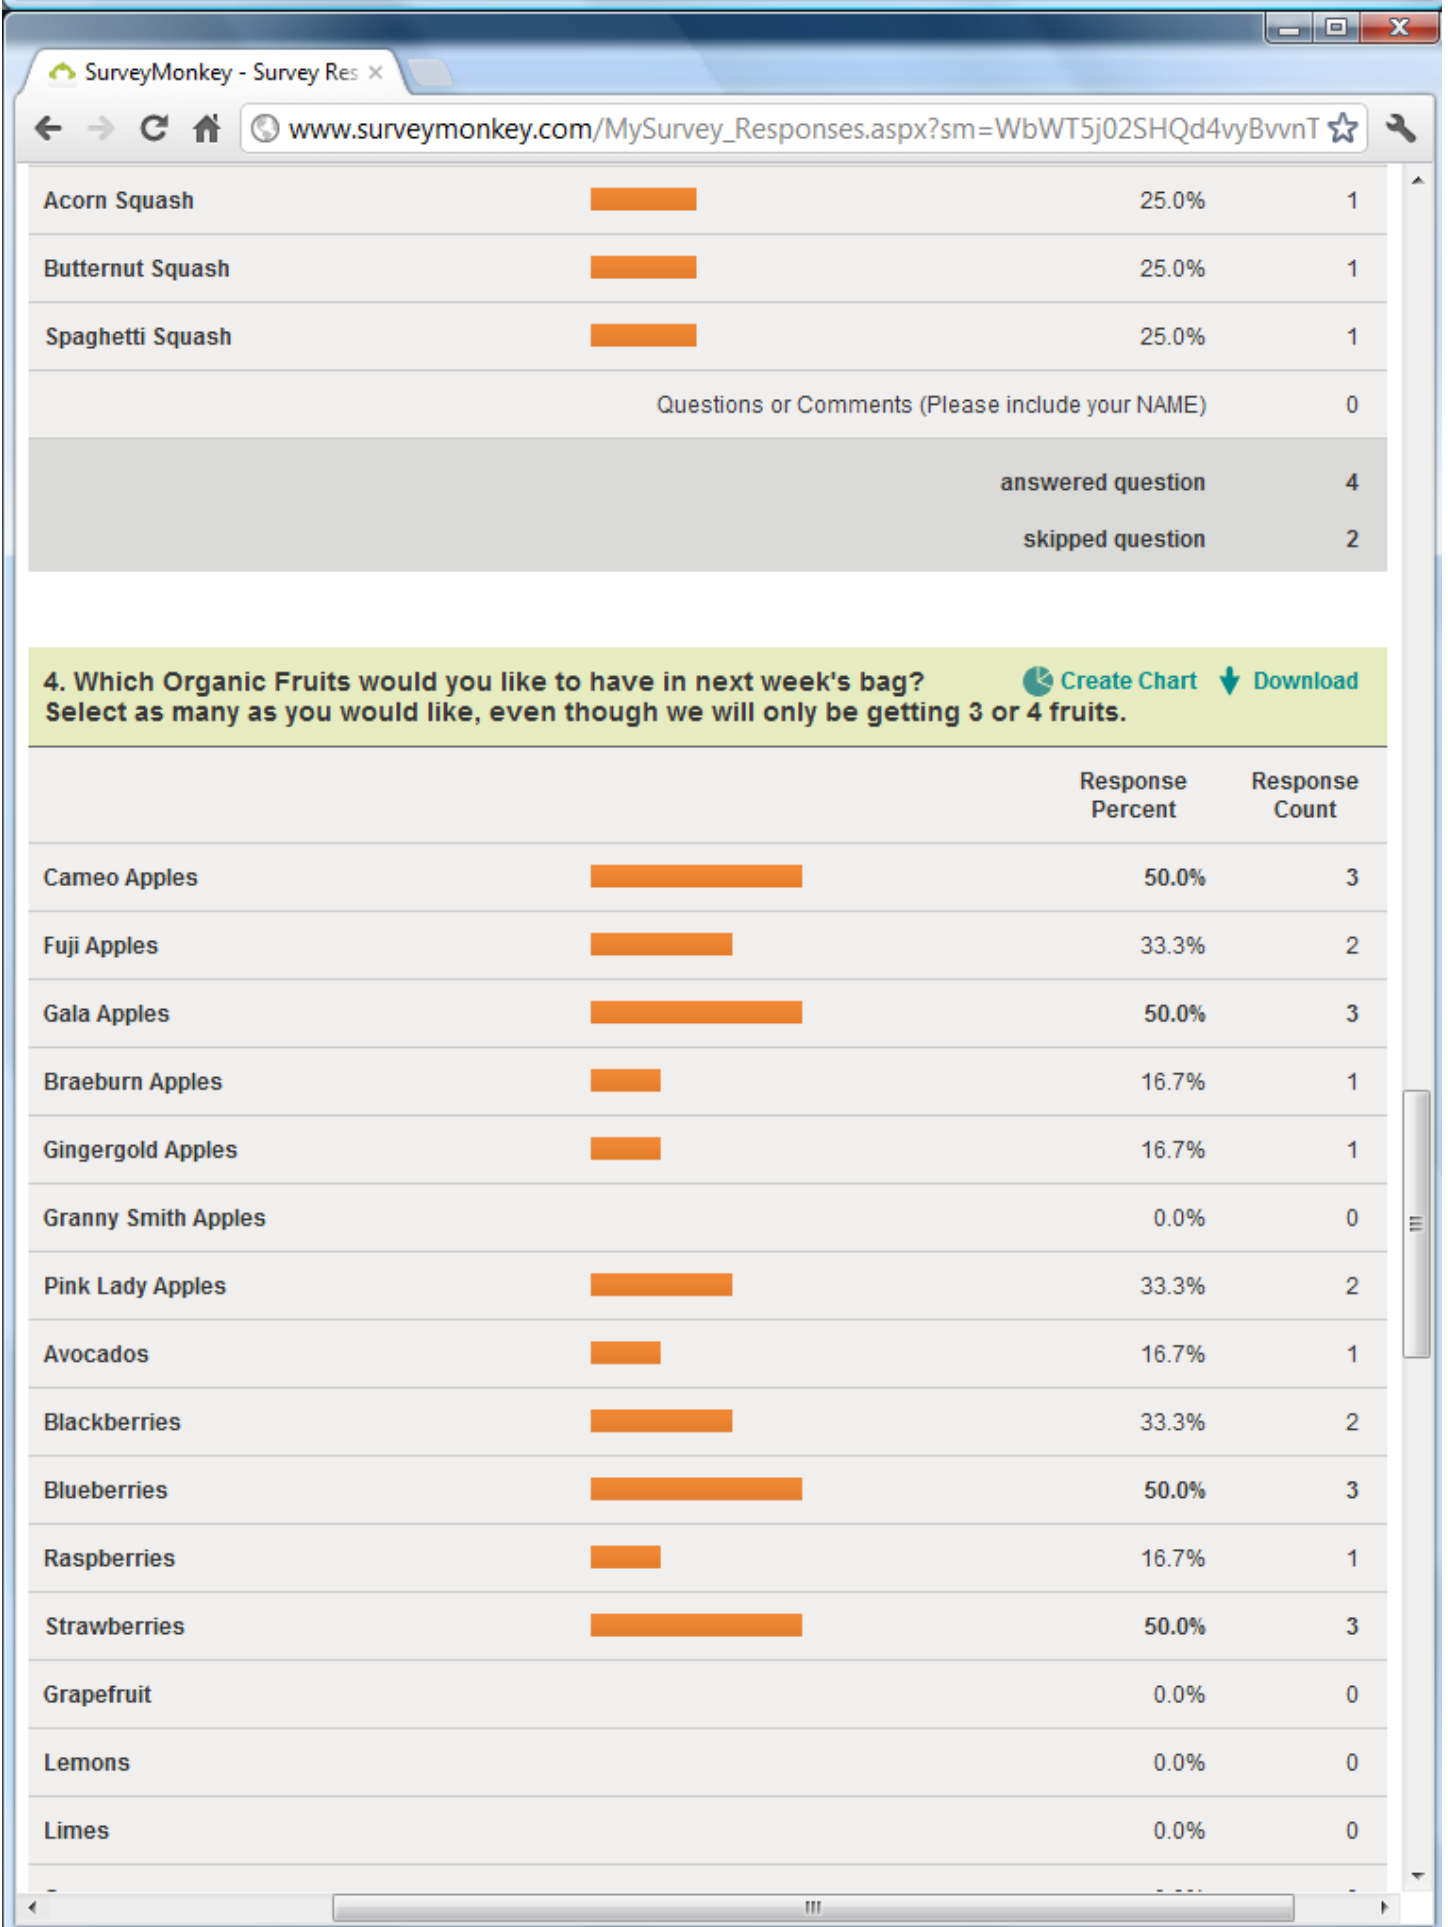 SurveyMonkey - Survey Res
www.surveymonkey.com/MySurvey_Responses.aspx?sm=WbWT5j02SHQd4vyBvvnT
Acorn Squash 25.0% 1
Butternut Squash 25.0% 1
Spaghetti Squash 25.0% 1
Questions or Comments (Please include your NAME) 0
answered question 4
skipped question 2
4. Which Organic Fruits would you like to have in next week's bag? Create Chart Download
Select as many as you would like, even though we will only be getting 3 or 4 fruits.
Response Response
Percent Count
Cameo Apples 50.0% 3
Fuji Apples 33.3% 2
Gala Apples 50.0% 3
Braeburn Apples 16.7% 1
Gingergold Apples 16.7% 1
Granny Smith Apples 0.0% 0
Pink Lady Apples 33.3% 2
Avocados 16.7% 1
Blackberries 33.3% 2
Blueberries 50.0% 3
Raspberries 16.7% 1
Strawberries 50.0% 3
Grapefruit 0.0% 0
Lemons 0.0% 0
Limes 0.0% 0